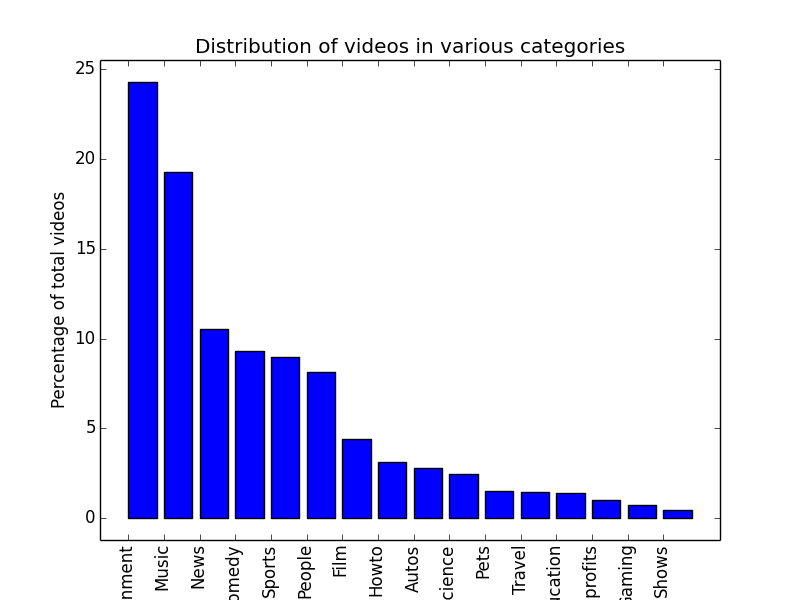 Distribution of videos in various categories
Percentage of total videos
25
20
15
10
5
0
nment
Music
News
omedy
Sports
People
Film
Howto
Autos
cience
Pets
Travel
ucation
profits
aming
Shows